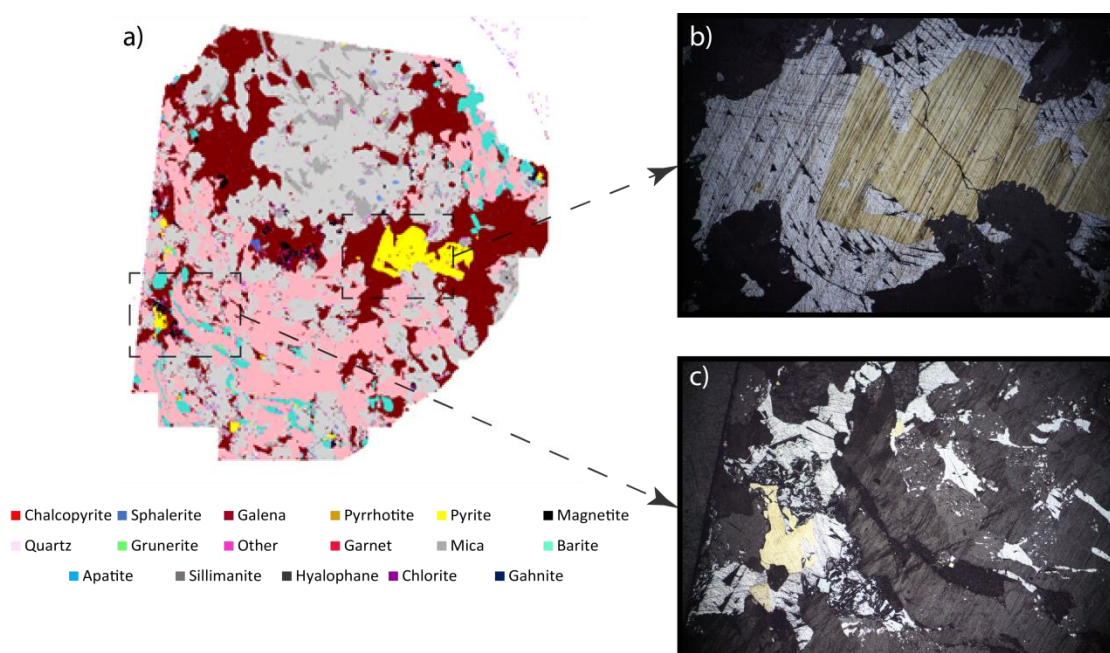 a)
b)
c)
Chalcopyrite Sphalerite Galena Pyrrhotite Pyrite Magnetite
Quartz Grunerite Other Garnet Mica Barite
Apatite Sillimanite Hyalophane Chlorite Gahnite